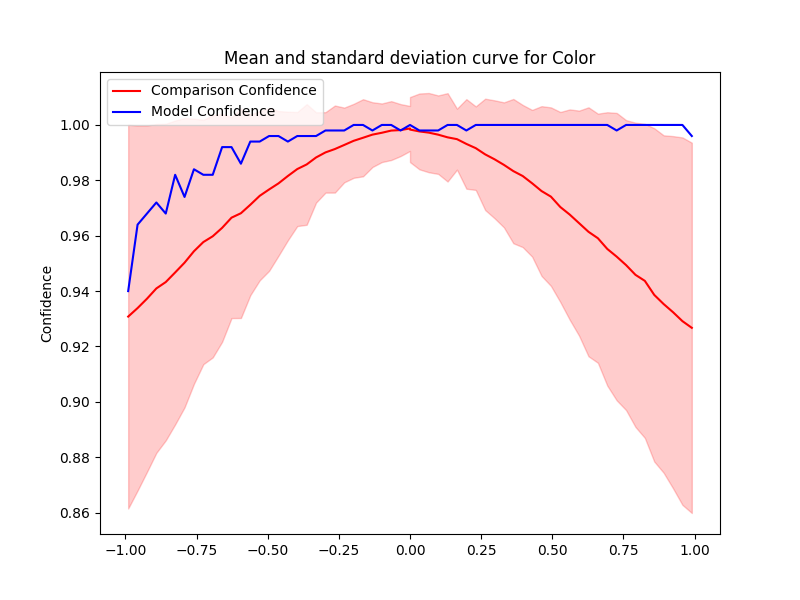 Mean and standard deviation curve for Color
Comparison Confidence
Model Confidence
Confidence
1.00
0.98
0.96
0.94
0.92
0.90
0.88
0.86
−1.00 −0.75 −0.50 −0.25 0.00 0.25 0.50 0.75 1.00